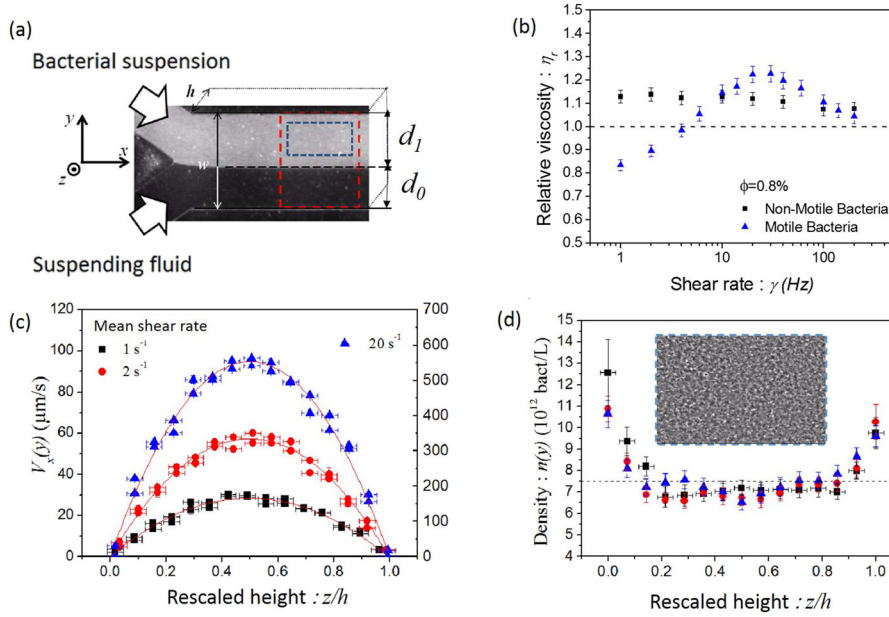 (a)
Bacterial suspension
h
y
x
z
w
d₁
d₀
Suspending fluid
(b)
Relative viscosity : ηᵣ
1.5
1.4
1.3
1.2
1.1
1.0
0.9
0.8
0.7
0.6
0.5
ϕ=0.8%
Non-Motile Bacteria
Motile Bacteria
1
10
100
Shear rate : γ (Hz)
(c)
Mean shear rate
1 s⁻¹
2 s⁻¹
20 s⁻¹
Vₓ(y) (μm/s)
120
100
80
60
40
20
0
700
600
500
400
300
200
100
0
0.0 0.2 0.4 0.6 0.8 1.0
Rescaled height : z/h
(d)
Density : n(y) (10¹² bact/L)
15
14
13
12
11
10
9
8
7
6
5
4
0.0 0.2 0.4 0.6 0.8 1.0
Rescaled height : z/h